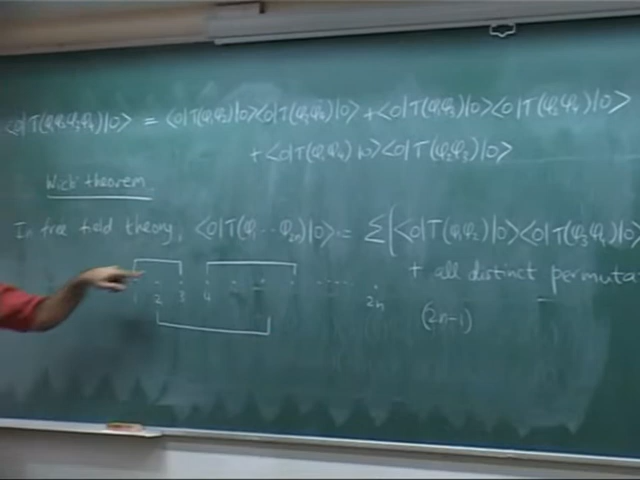 <0|T(φ₁φ₂φ₃φ₄)|0> = <0|T(φ₁φ₂)|0><0|T(φ₃φ₄)|0> + <0|T(φ₁φ₃)|0><0|T(φ₂φ₄)|0>
+ <0|T(φ₁φ₄)|0><0|T(φ₂φ₃)|0>
Wick theorem.
In free field theory, <0|T(φ₁ ⋯ φ₂ₙ)|0> = Σ{<0|T(φ₁φ₂)|0><0|T(φ₃φ₄)|0>
+ all distinct permuta
1 2 3 4 2n (2n-1)